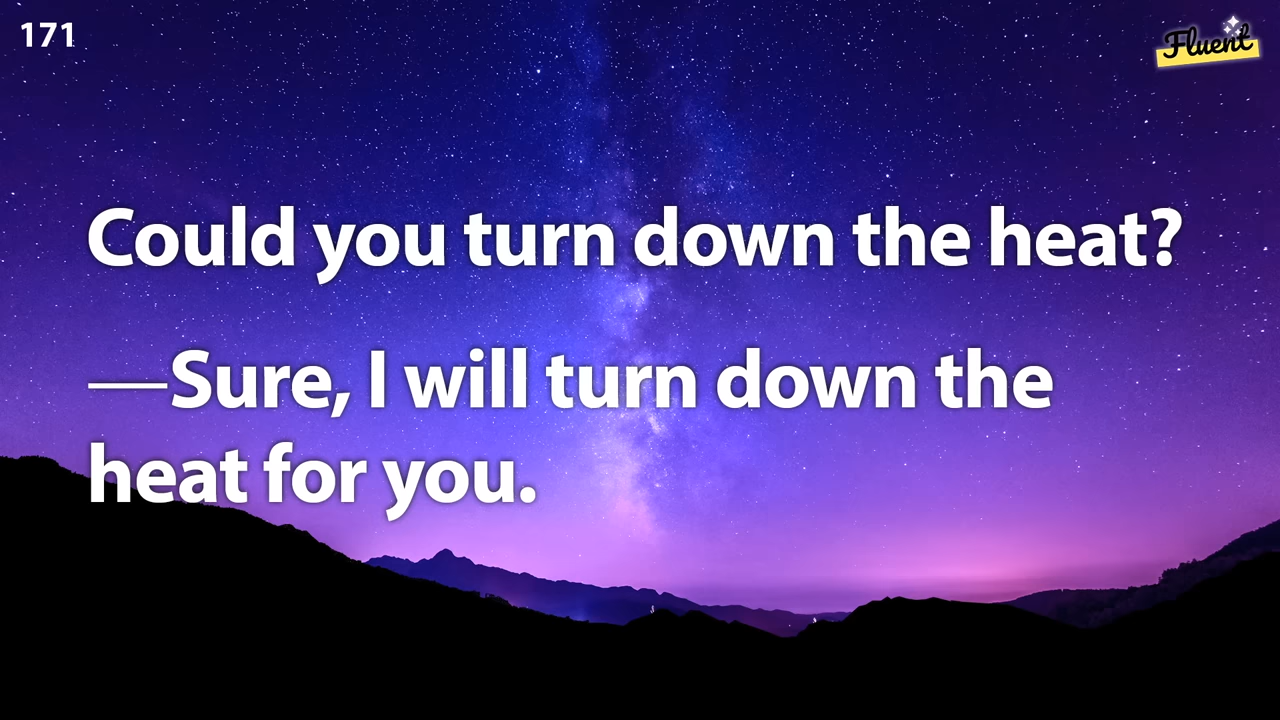 171
Fluent
Could you turn down the heat?
—Sure, I will turn down the
heat for you.